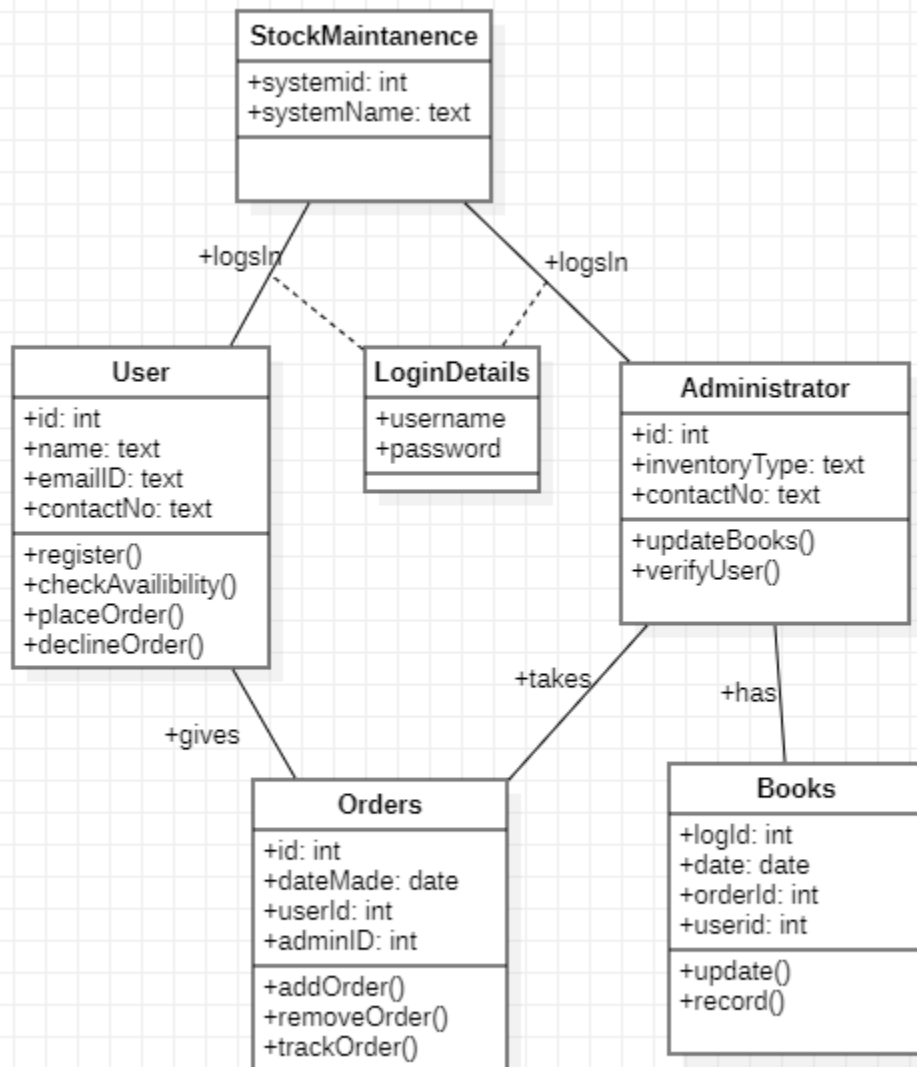 StockMaintanence
+systemid: int
+systemName: text
+logsIn
+logsIn
User
+id: int
+name: text
+emailID: text
+contactNo: text
+register()
+checkAvailibility()
+placeOrder()
+declineOrder()
LoginDetails
+username
+password
Administrator
+id: int
+inventoryType: text
+contactNo: text
+updateBooks()
+verifyUser()
+gives
+takes
+has
Orders
+id: int
+dateMade: date
+userId: int
+adminID: int
+addOrder()
+removeOrder()
+trackOrder()
Books
+logId: int
+date: date
+orderId: int
+userid: int
+update()
+record()